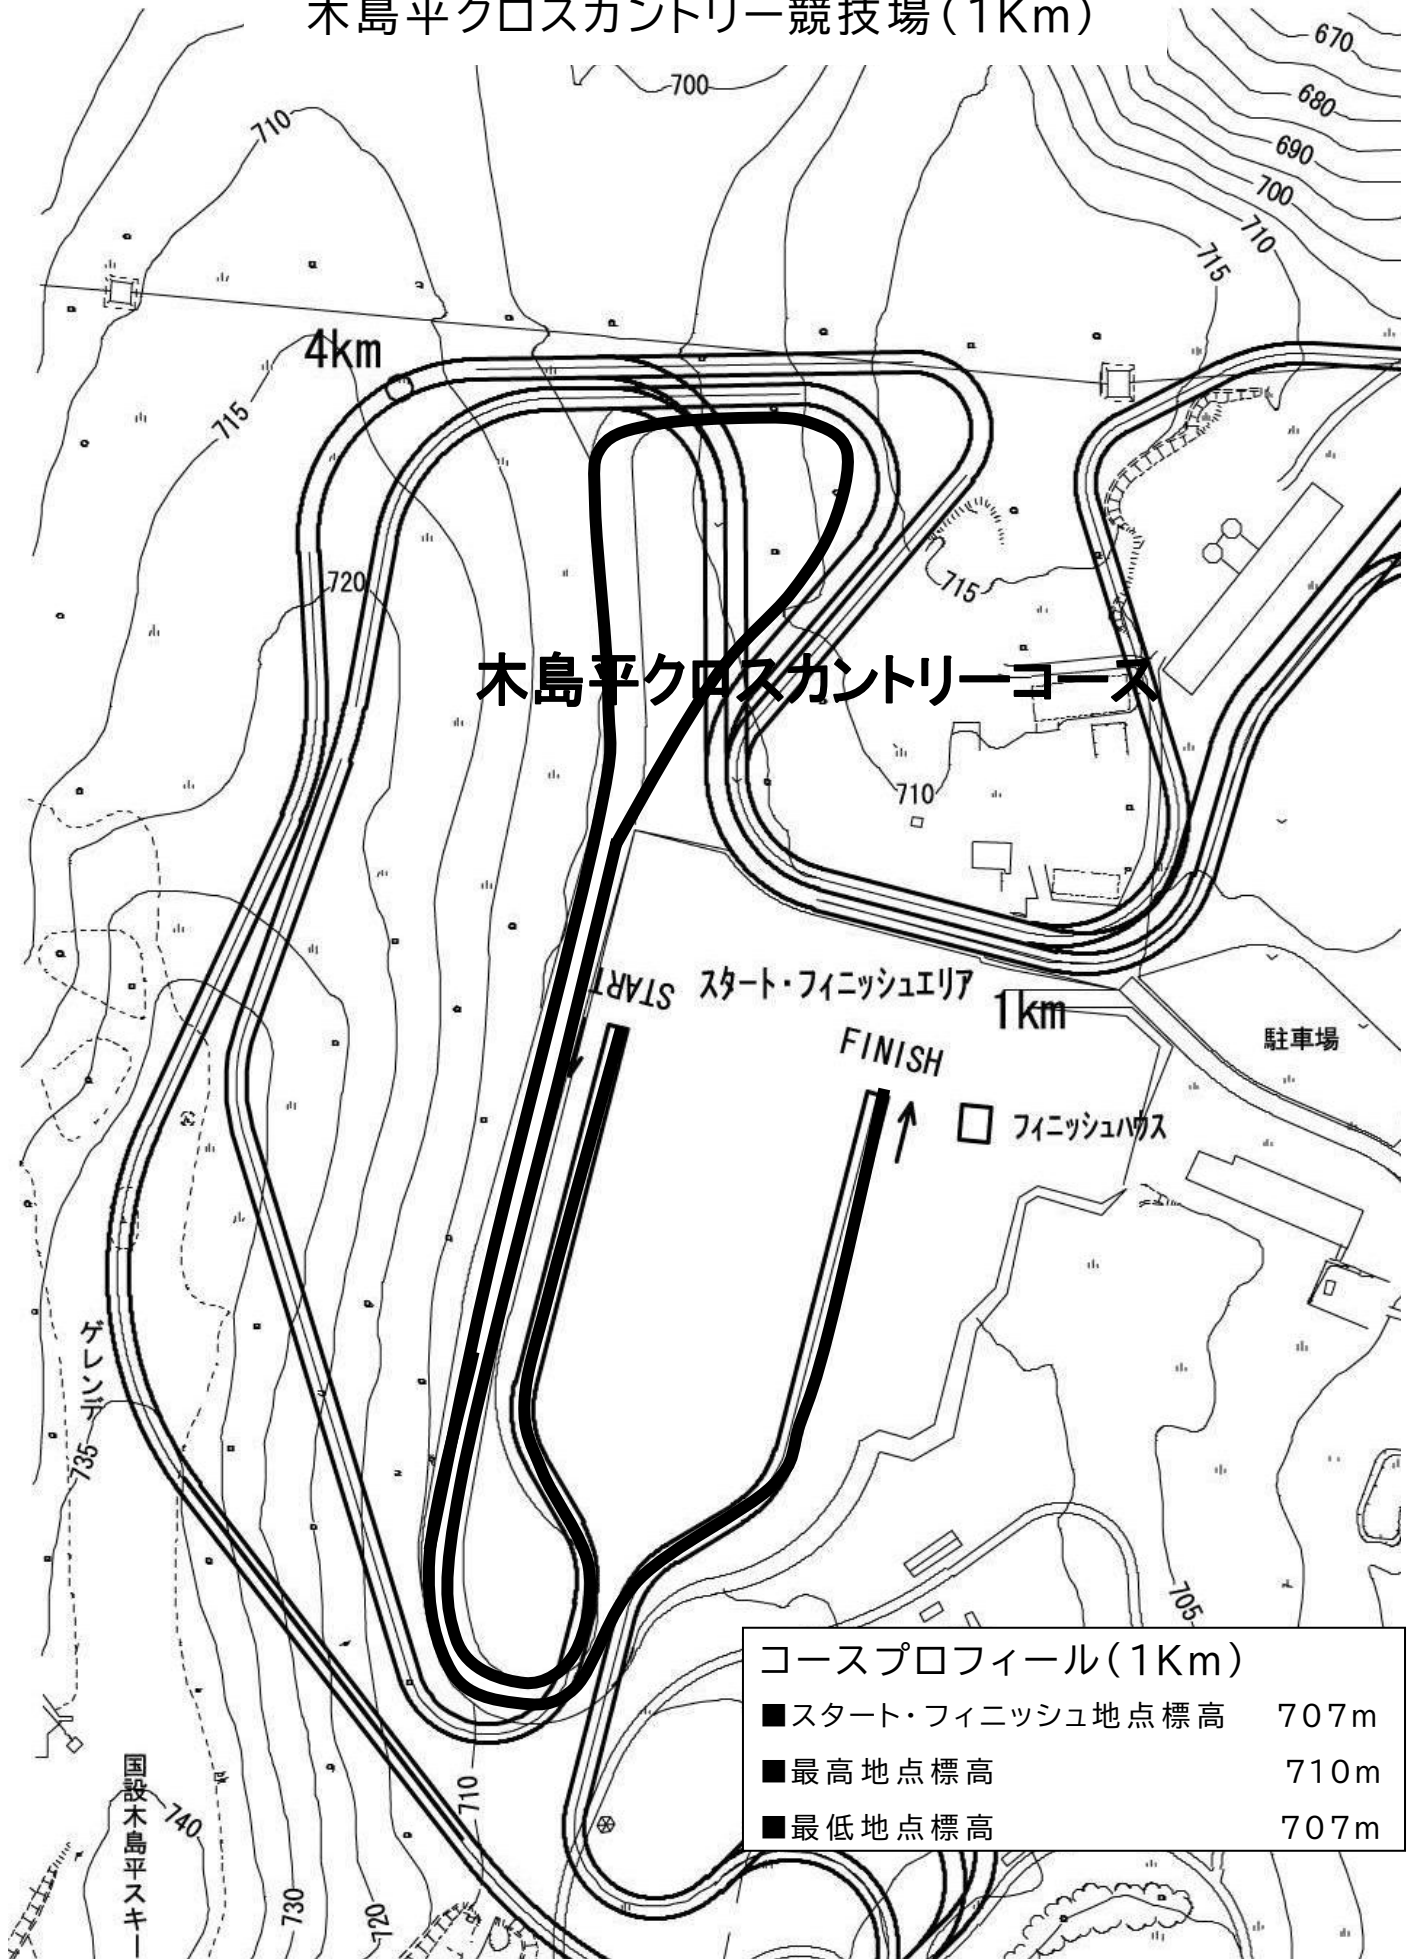 木島平クロスカントリー競技場(1Km)
670
700
680
710
690
700
710
715
4km
715
720
715
木島平クロスカントリーコース
710
START
スタート・フィニッシュエリア
1km
FINISH
駐車場
フィニッシュハウス
ゲレンデ
735
705
コースプロフィール(1Km)
■スタート・フィニッシュ地点標高 707m
■最高地点標高 710m
■最低地点標高 707m
国設木島平スキー
740
710
730
720